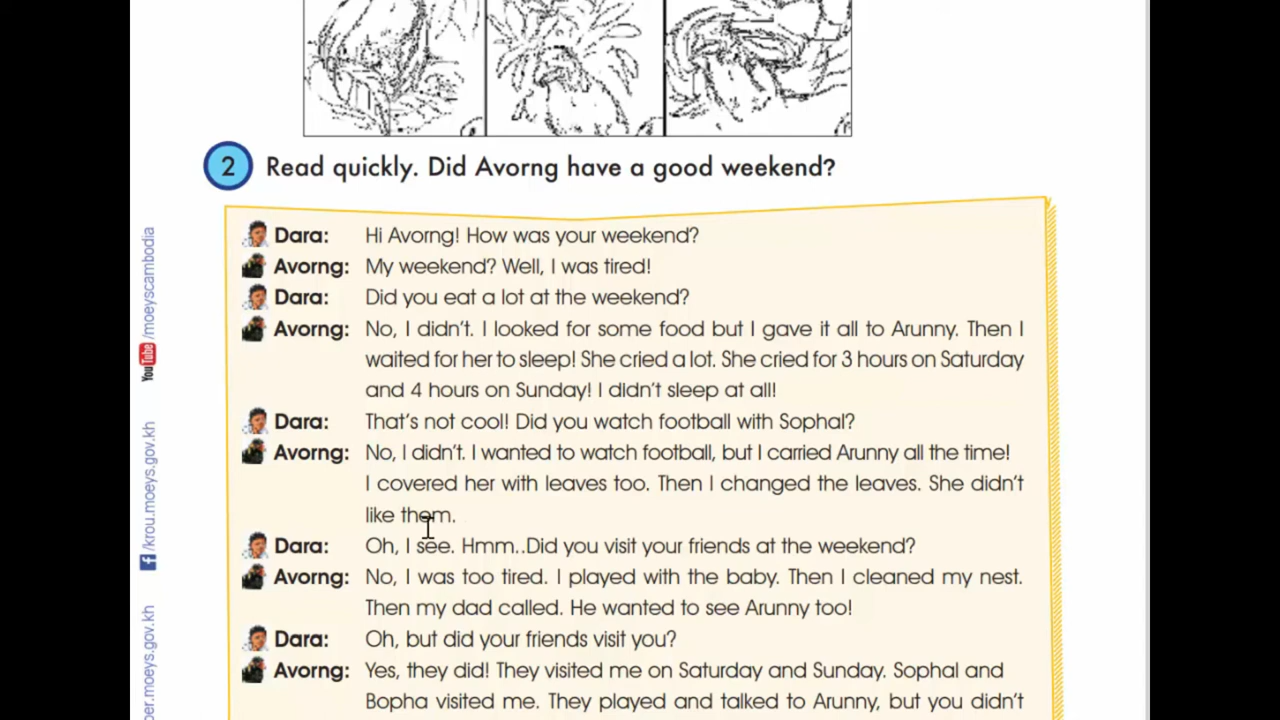 2 Read quickly. Did Avorng have a good weekend?
Dara: Hi Avorng! How was your weekend?
Avorng: My weekend? Well, I was tired!
Dara: Did you eat a lot at the weekend?
Avorng: No, I didn't. I looked for some food but I gave it all to Arunny. Then I
waited for her to sleep! She cried a lot. She cried for 3 hours on Saturday
and 4 hours on Sunday! I didn't sleep at all!
Dara: That's not cool! Did you watch football with Sophal?
Avorng: No, I didn't. I wanted to watch football, but I carried Arunny all the time!
I covered her with leaves too. Then I changed the leaves. She didn't
like them.
Dara: Oh, I see. Hmm..Did you visit your friends at the weekend?
Avorng: No, I was too tired. I played with the baby. Then I cleaned my nest.
Then my dad called. He wanted to see Arunny too!
Dara: Oh, but did your friends visit you?
Avorng: Yes, they did! They visited me on Saturday and Sunday. Sophal and
Bopha visited me. They played and talked to Arunny, but you didn't
YouTube /moeyscambodia
f /krou.moeys.gov.kh
ber.moeys.gov.kh